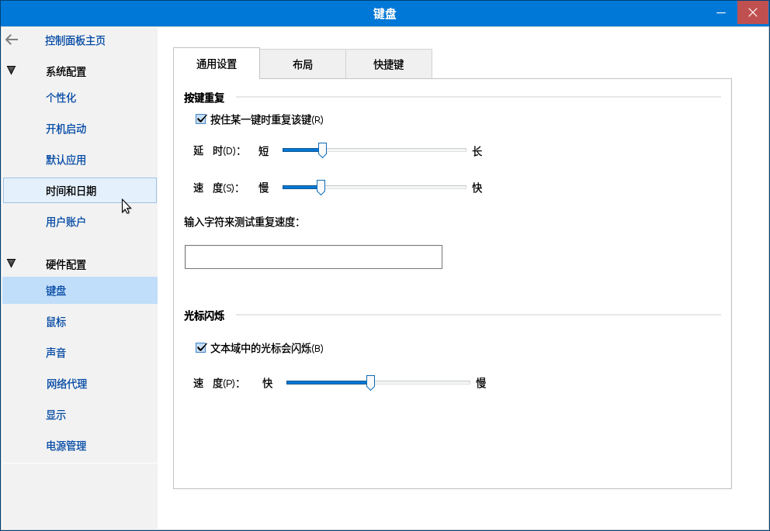 键盘
控制面板主页
系统配置
个性化
开机启动
默认应用
时间和日期
用户账户
硬件配置
键盘
鼠标
声音
网络代理
显示
电源管理
通用设置 布局 快捷键
按键重复
按住某一键时重复该键(R)
延 时(D)： 短 长
速 度(S)： 慢 快
输入字符来测试重复速度：
光标闪烁
文本域中的光标会闪烁(B)
速 度(P)： 快 慢